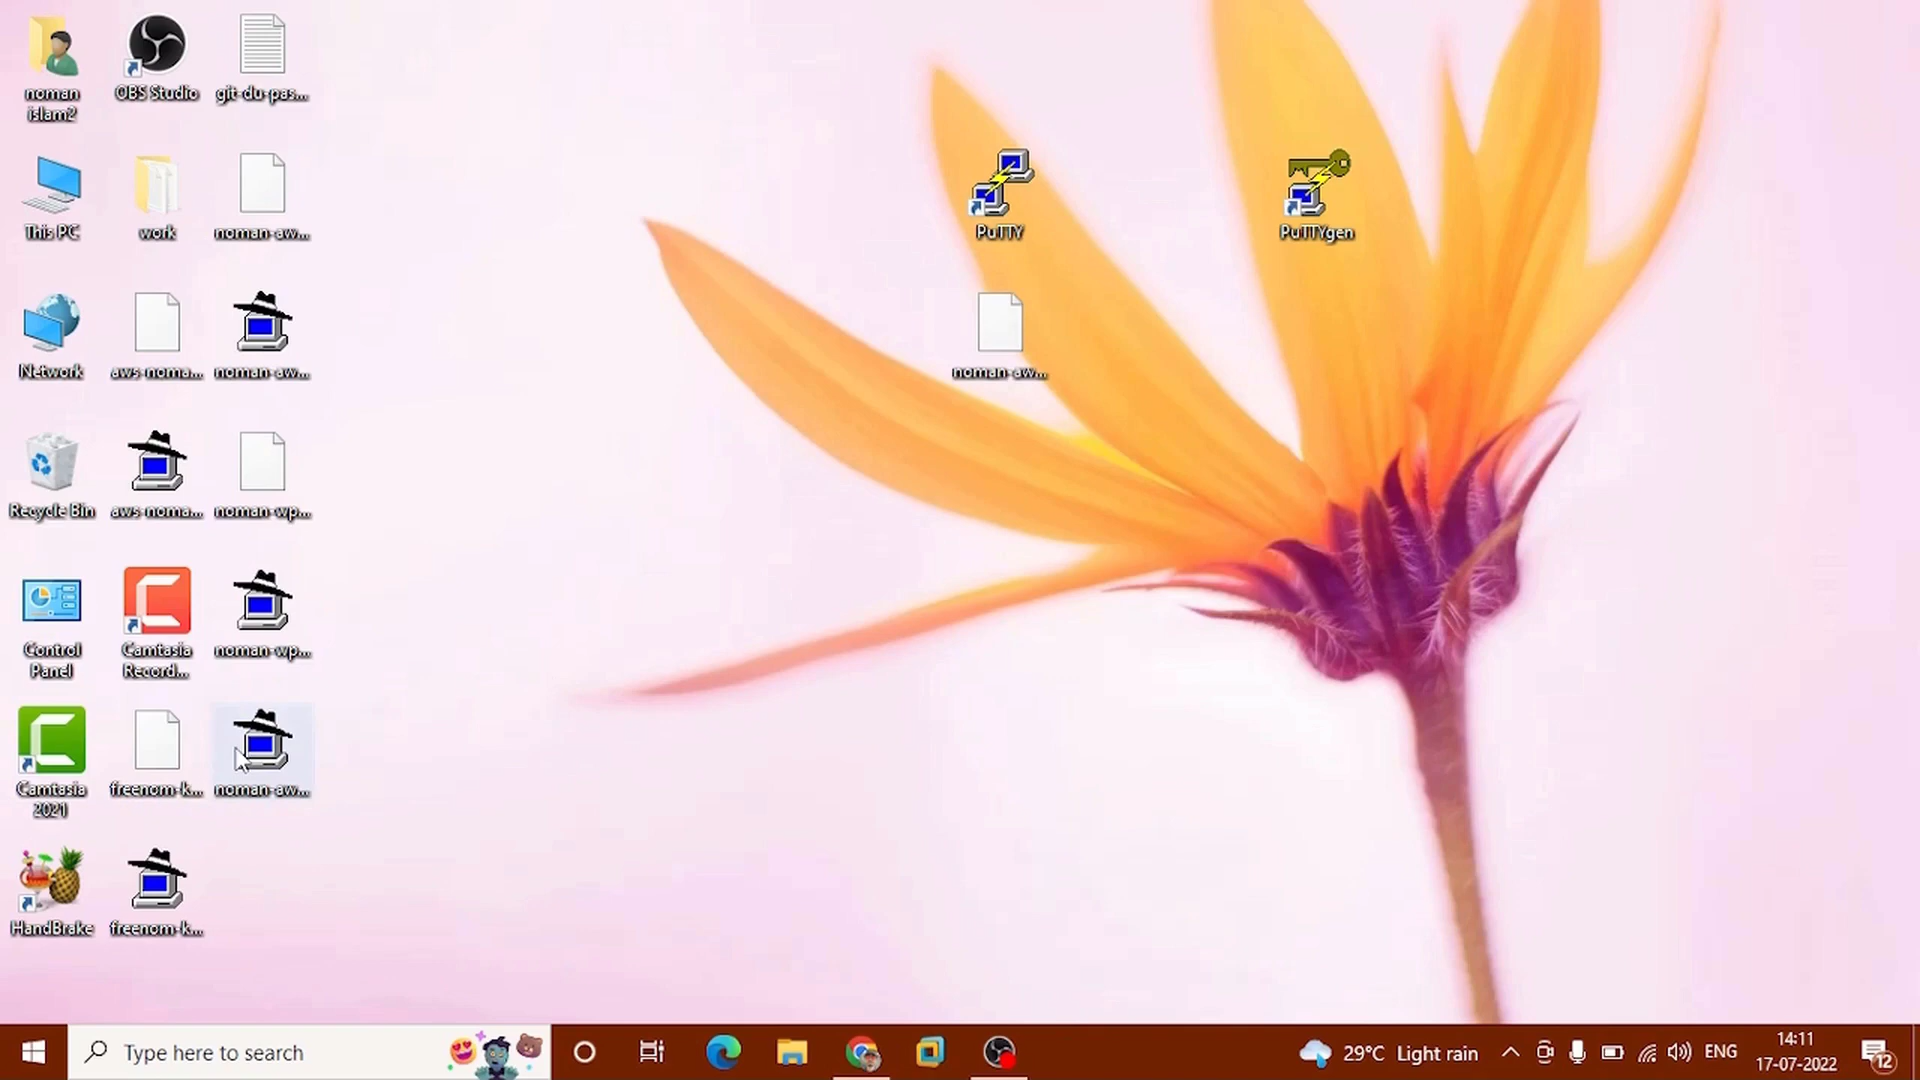 noman
islam2
OBS Studio
git-du-pas...
This PC
work
noman-aw...
PuTTY
PuTTYgen
Network
aws-noma...
noman-aw...
noman-aw...
Recycle Bin
aws-noma...
noman-wp...
Control
Panel
Camtasia
Record...
noman-wp...
Camtasia
2021
freenom-k...
noman-aw...
HandBrake
freenom-k...
Type here to search
29°C Light rain
ENG
14:11
17-07-2022
12